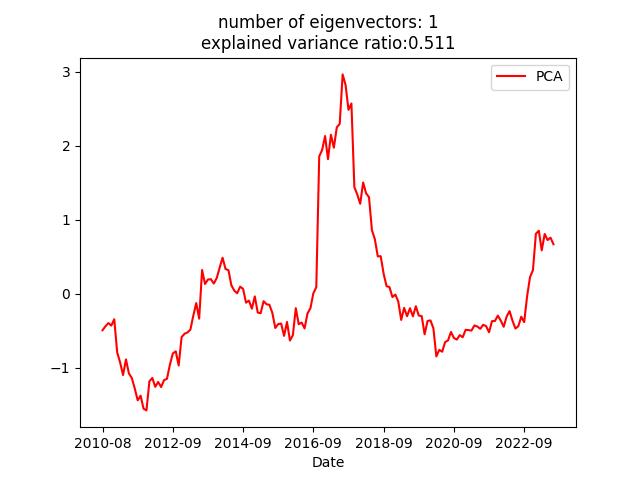 number of eigenvectors: 1
explained variance ratio:0.511
PCA
3
2
1
0
−1
2010-08 2012-09 2014-09 2016-09 2018-09 2020-09 2022-09
Date